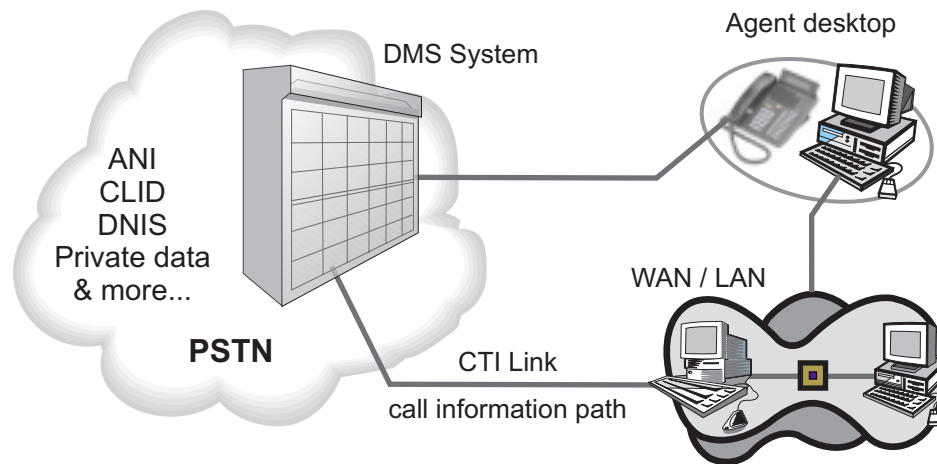 Agent desktop
DMS System
ANI
CLID
DNIS
Private data
& more...
PSTN
WAN / LAN
CTI Link
call information path